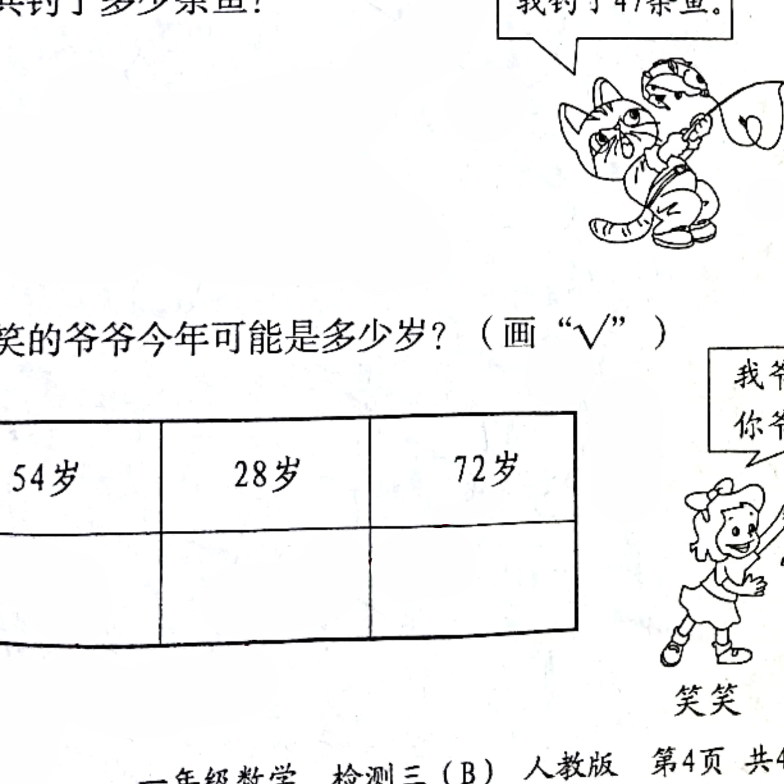 共钓了多少条鱼？
我钓了47条鱼。
笑的爷爷今年可能是多少岁？（画“√”）
我爷
你爷
54岁 28岁 72岁
笑笑
一年级数学 检测三（B） 人教版 第4页 共4